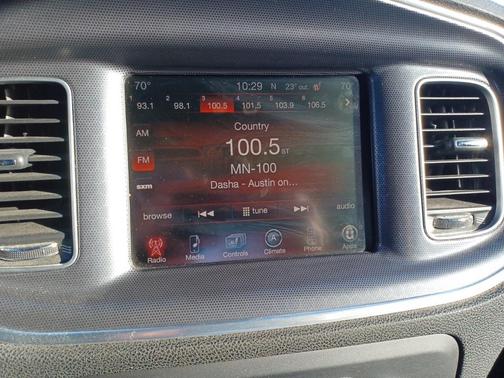 70° 10:29 N 23° out 70
1 2 3 4 5 6
93.1 98.1 100.5 101.5 103.9 106.5
AM
Country
100.5 ST
FM
MN-100
sxm
Dasha - Austin on...
browse tune audio
Radio Media Controls Climate Phone Apps
A